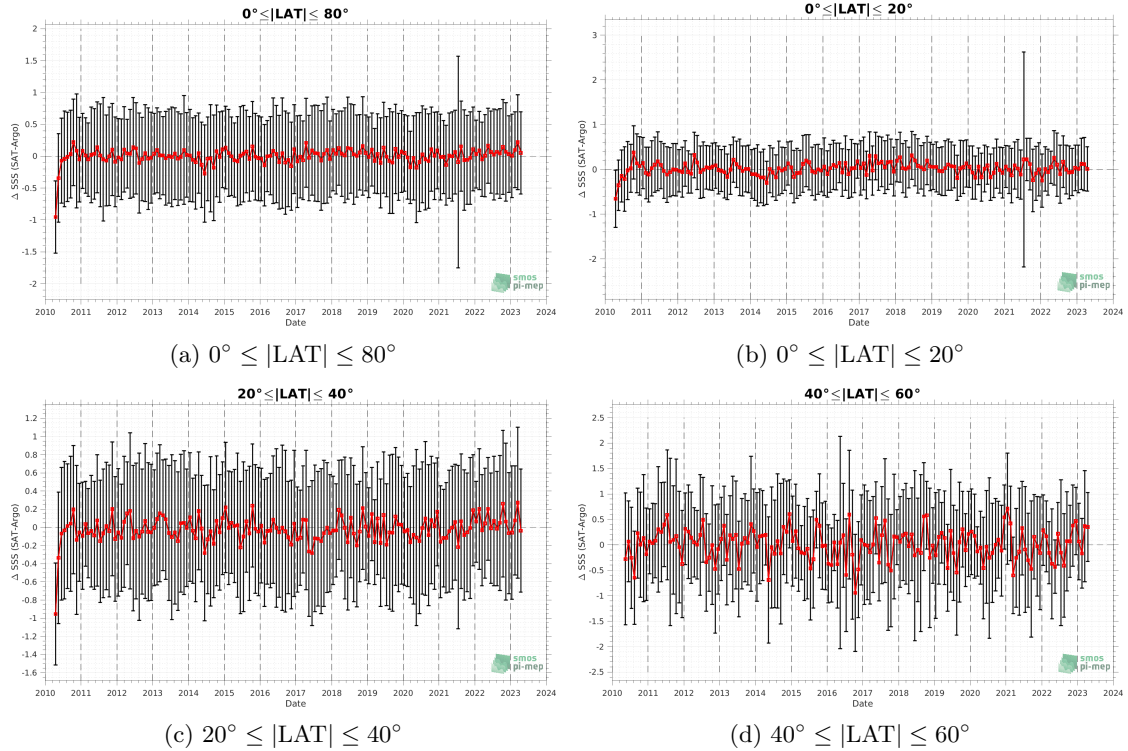 0°≤|LAT|≤ 80°
Δ SSS (SAT-Argo)
2
1.5
1
0.5
0
-0.5
-1
-1.5
-2
2010 2011 2012 2013 2014 2015 2016 2017 2018 2019 2020 2021 2022 2023 2024
Date
smos
pi-mep
(a) 0° ≤ |LAT| ≤ 80°
0°≤|LAT|≤ 20°
Δ SSS (SAT-Argo)
3
2
1
0
-1
-2
2010 2011 2012 2013 2014 2015 2016 2017 2018 2019 2020 2021 2022 2023 2024
Date
smos
pi-mep
(b) 0° ≤ |LAT| ≤ 20°
20°≤|LAT|≤ 40°
Δ SSS (SAT-Argo)
1.2
1
0.8
0.6
0.4
0.2
0
-0.2
-0.4
-0.6
-0.8
-1
-1.2
-1.4
-1.6
2010 2011 2012 2013 2014 2015 2016 2017 2018 2019 2020 2021 2022 2023 2024
Date
smos
pi-mep
(c) 20° ≤ |LAT| ≤ 40°
40°≤|LAT|≤ 60°
Δ SSS (SAT-Argo)
2.5
2
1.5
1
0.5
0
-0.5
-1
-1.5
-2
-2.5
2010 2011 2012 2013 2014 2015 2016 2017 2018 2019 2020 2021 2022 2023 2024
Date
smos
pi-mep
(d) 40° ≤ |LAT| ≤ 60°